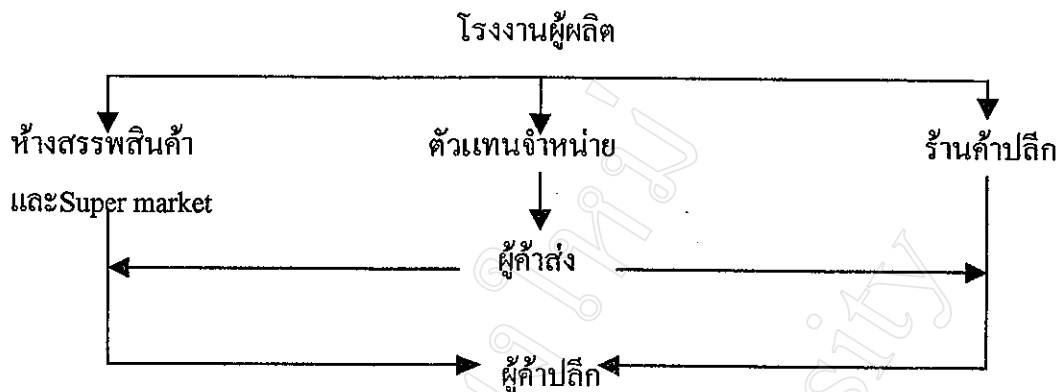 โรงงานผู้ผลิต
ห้างสรรพสินค้า ตัวแทนจำหน่าย ร้านค้าปลีก
และSuper market
ผู้ค้าส่ง
ผู้ค้าปลีก